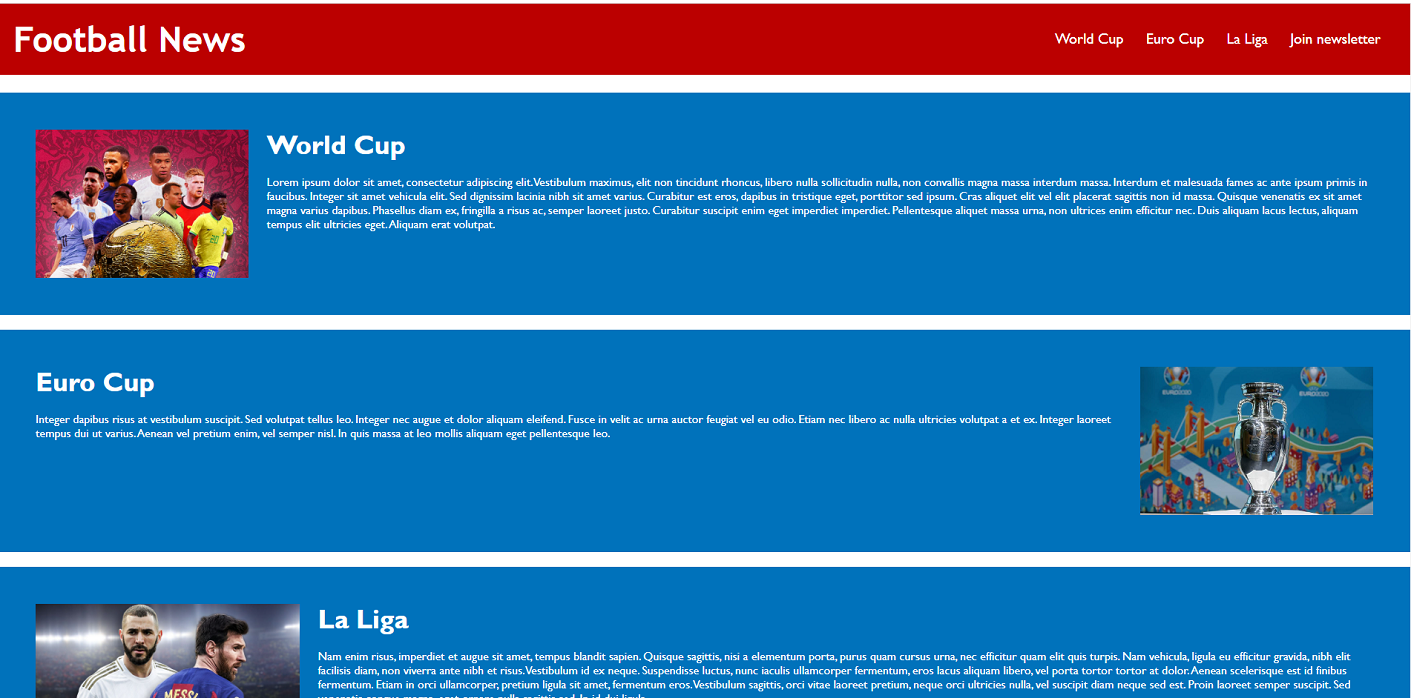 Football News
World Cup Euro Cup La Liga Join newsletter
World Cup
Lorem ipsum dolor sit amet, consectetur adipiscing elit. Vestibulum maximus, elit non tincidunt rhoncus, libero nulla sollicitudin nulla, non convallis magna massa interdum massa. Interdum et malesuada fames ac ante ipsum primis in
faucibus. Integer sit amet vehicula elit. Sed dignissim lacinia nibh sit amet varius. Curabitur est eros, dapibus in tristique eget, porttitor sed ipsum. Cras aliquet elit vel elit placerat sagittis non id massa. Quisque venenatis ex sit amet
magna varius dapibus. Phasellus diam ex, fringilla a risus ac, semper laoreet justo. Curabitur suscipit enim eget imperdiet imperdiet. Pellentesque aliquet massa urna, non ultrices enim efficitur nec. Duis aliquam lacus lectus, aliquam
tempus elit ultricies eget. Aliquam erat volutpat.
20
20
Euro Cup
Integer dapibus risus at vestibulum suscipit. Sed volutpat tellus leo. Integer nec augue et dolor aliquam eleifend. Fusce in velit ac urna auctor feugiat vel eu odio. Etiam nec libero ac nulla ultricies volutpat a et ex. Integer laoreet
tempus dui ut varius. Aenean vel pretium enim, vel semper nisl. In quis massa at leo mollis aliquam eget pellentesque leo.
EURO2020
EURO2020
La Liga
Nam enim risus, imperdiet et augue sit amet, tempus blandit sapien. Quisque sagittis, nisi a elementum porta, purus quam cursus urna, nec efficitur quam elit quis turpis. Nam vehicula, ligula eu efficitur gravida, nibh elit
facilisis diam, non viverra ante nibh et risus. Vestibulum id ex neque. Suspendisse luctus, nunc iaculis ullamcorper fermentum, eros lacus aliquam libero, vel porta tortor tortor at dolor. Aenean scelerisque est id finibus
fermentum. Etiam in orci ullamcorper, pretium ligula sit amet, fermentum eros. Vestibulum sagittis, orci vitae laoreet pretium, neque orci ultricies nulla, vel suscipit diam neque sed est. Proin laoreet semper suscipit. Sed
MESSI